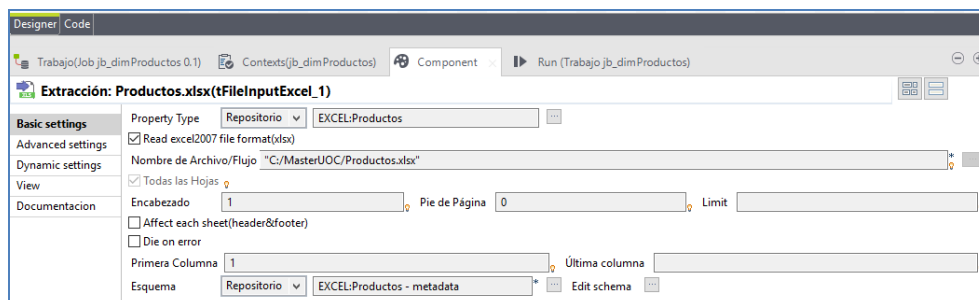 Designer Code
Trabajo(Job jb_dimProductos 0.1) Contexts(jb_dimProductos) Component Run (Trabajo jb_dimProductos)
Extracción: Productos.xlsx(tFileInputExcel_1)
Basic settings
Advanced settings
Dynamic settings
View
Documentacion
Property Type Repositorio EXCEL:Productos ...
Read excel2007 file format(xlsx)
Nombre de Archivo/Flujo "C:/MasterUOC/Productos.xlsx" *
Todas las Hojas
Encabezado 1 Pie de Página 0 Limit
Affect each sheet(header&footer)
Die on error
Primera Columna 1 Última columna
Esquema Repositorio EXCEL:Productos - metadata * ... Edit schema ...